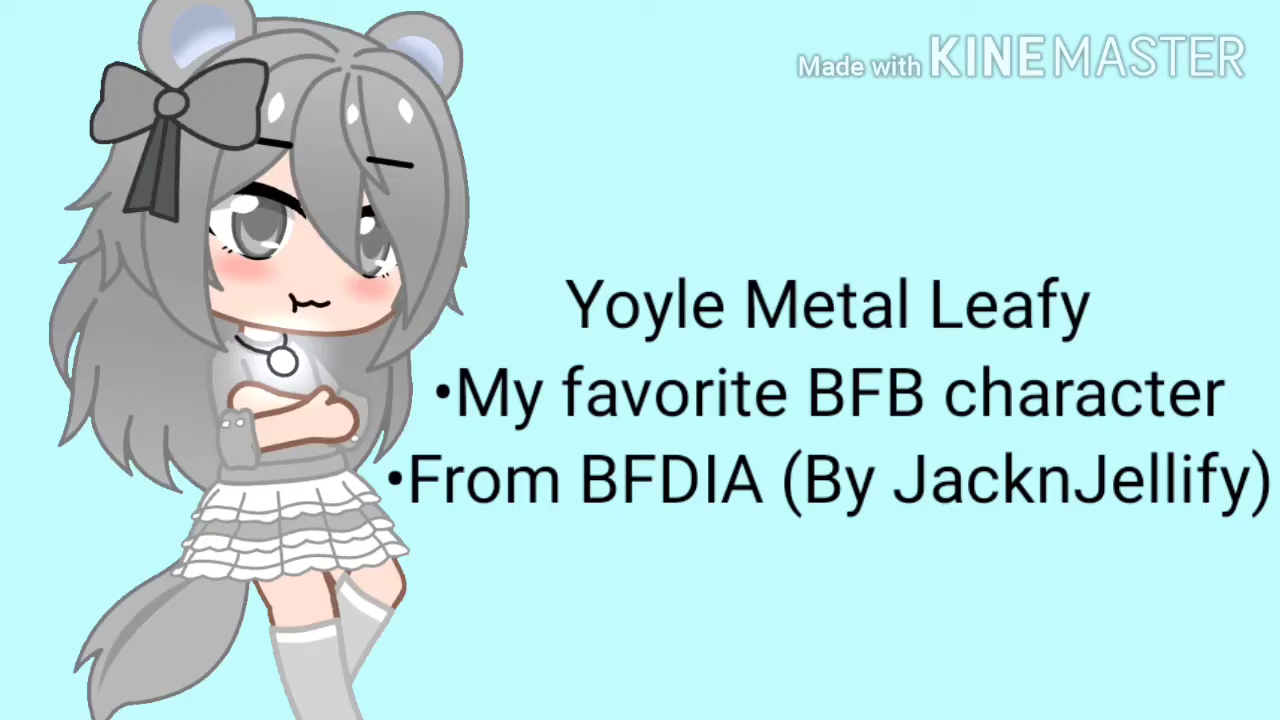 Made with KINEMASTER
Yoyle Metal Leafy
•My favorite BFB character
•From BFDIA (By JacknJellify)